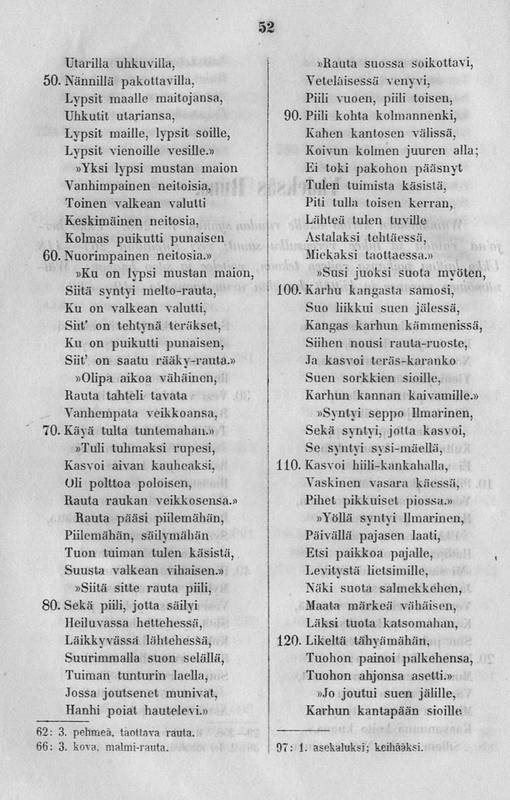 52
Utarilla uhkuvilla,
50. Nännillä pakottavilla,
Lypsit maalle maitojansa,
Uhkutit utariansa,
Lypsit maille, lypsit soille,
Lypsit vienoille vesille.»
»Yksi lypsi mustan maion
Vanhimpainen neitoisia,
Toinen valkean valutti
Keskimäinen neitosia,
Kolmas puikutti punaisen
60. Nuorimpainen neitosia.»
»Ku on lypsi mustan maion,
Siitä syntyi melto-rauta,
Ku on valkean valutti,
Siit' on tehtynä teräkset,
Ku on puikutti punaisen,
Siit' on saatu rääky-rauta.»
»Olipa aikoa vähäinen,
Rauta tahteli tavata
Vanhempata veikkoansa,
70. Käyä tulta tuntemahan.»
»Tuli tuhmaksi rupesi,
Kasvoi aivan kauheaksi,
Oli polttoa poloisen,
Rauta raukan veikkosensa.»
Rauta pääsi piilemähän,
Piilemähän, säilymähän
Tuon tuiman tulen käsistä,
Suusta valkean vihaisen.»
»Siitä sitte rauta piili,
80. Sekä piili, jotta säilyi
Heiluvassa hettehessä,
Läikkyvässä lähtehessä,
Suurimmalla suon selällä,
Tuiman tunturin laella,
Jossa joutsenet munivat,
Hanhi poiat hautelevi.»
62: 3. pehmeä, taottava rauta.
66: 3. kova, malmi-rauta.
»Rauta suossa soikottavi,
Veteläisessä venyvi,
Piili vuoen, piili toisen,
90. Piili kohta kolmannenki,
Kahen kantosen välissä,
Koivun kolmen juuren alla;
Ei toki pakohon pääsnyt
Tulen tuimista käsistä,
Piti tulla toisen kerran,
Lähteä tulen tuville
Astalaksi tehtäessä,
Miekaksi taottaessa.»
»Susi juoksi suota myöten,
100. Karhu kangasta samosi,
Suo liikkui suen jälessä,
Kangas karhun kämmenissä,
Siihen nousi rauta-ruoste,
Ja kasvoi teräs-karanko
Suen sorkkien sioille,
Karhun kannan kaivamille.»
»Syntyi seppo Ilmarinen,
Sekä syntyi, jotta kasvoi,
Se syntyi sysi-mäellä,
110. Kasvoi hiili-kankahalla,
Vaskinen vasara käessä,
Pihet pikkuiset piossa.»
»Yöllä syntyi Ilmarinen,
Päivällä pajasen laati,
Etsi paikkoa pajalle,
Levitystä lietsimille,
Näki suota salmekkehen,
Maata märkeä vähäisen,
Läksi tuota katsomahan,
120. Likeltä tähyämähän,
Tuohon painoi palkehensa,
Tuohon ahjonsa asetti.»
»Jo joutui suen jälille,
Karhun kantapään sioille
97: 1. asekaluksi; keihääksi.